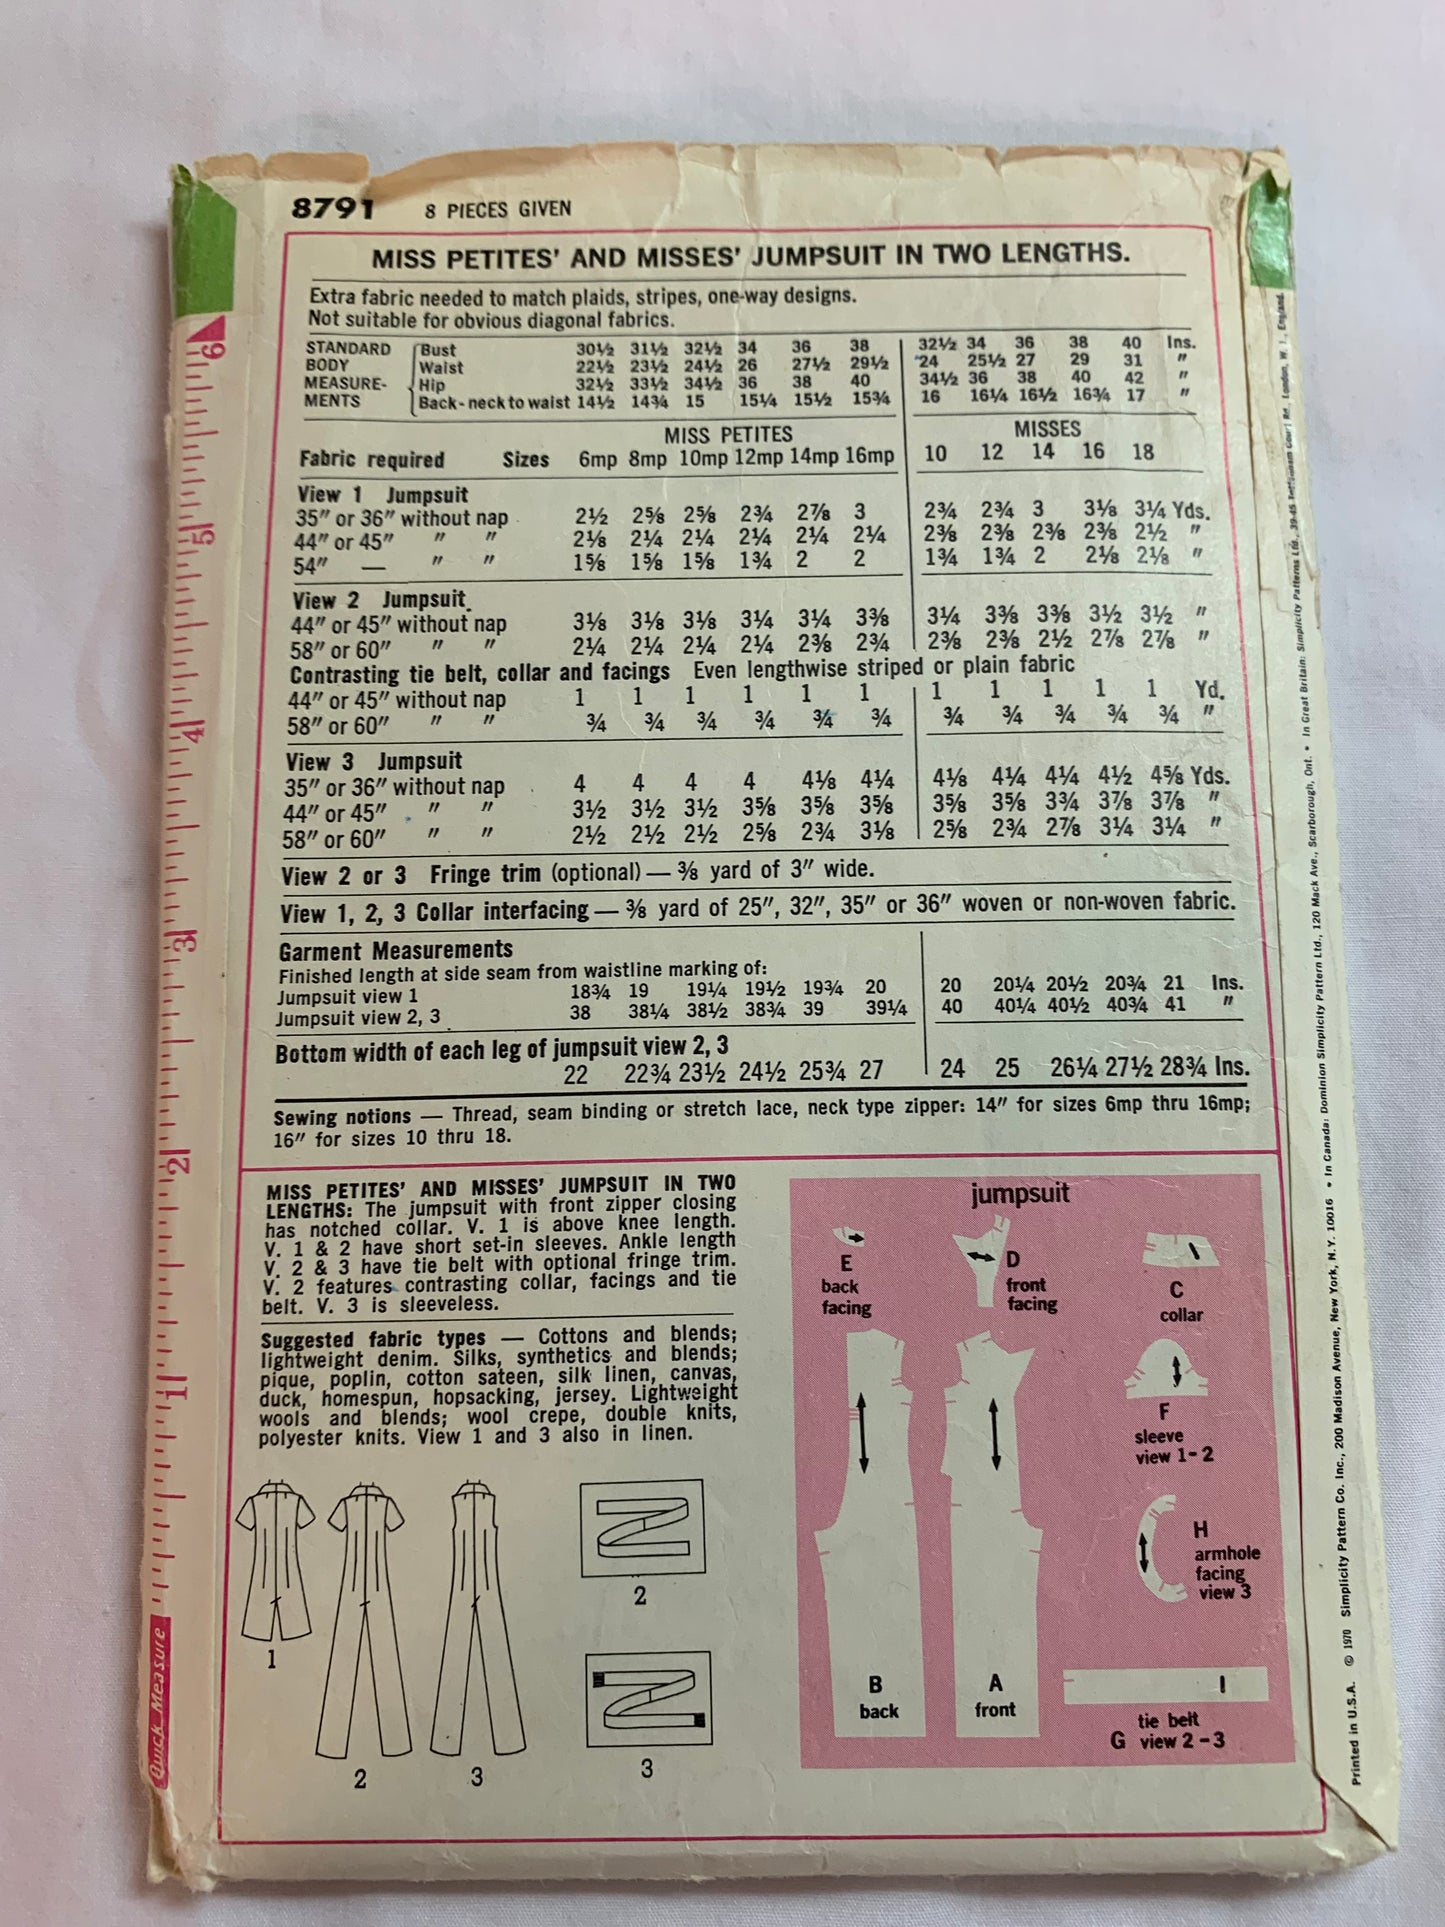 8791 8 PIECES GIVEN
MISS PETITES' AND MISSES' JUMPSUIT IN TWO LENGTHS.
Extra fabric needed to match plaids, stripes, one-way designs.
Not suitable for obvious diagonal fabrics.
STANDARD Bust 30½ 31½ 32½ 34 36 38 32½ 34 36 38 40 Ins.
BODY Waist 22½ 23½ 24½ 26 27½ 29½ 24 25½ 27 29 31 "
MEASURE- Hip 32½ 33½ 34½ 36 38 40 34½ 36 38 40 42 "
MENTS Back-neck to waist 14½ 14¾ 15 15¼ 15½ 15¾ 16 16¼ 16½ 16¾ 17 "
MISS PETITES MISSES
Fabric required Sizes 6mp 8mp 10mp 12mp 14mp 16mp 10 12 14 16 18
View 1 Jumpsuit
35" or 36" without nap 2½ 2⅝ 2⅝ 2¾ 2⅞ 3 2¾ 2¾ 3 3⅛ 3¼ Yds.
44" or 45" " " 2⅛ 2¼ 2¼ 2¼ 2¼ 2¼ 2⅜ 2⅜ 2⅜ 2⅜ 2½ "
54" — " " 1⅝ 1⅝ 1⅝ 1¾ 2 2 1¾ 1¾ 2 2⅛ 2⅛ "
View 2 Jumpsuit
44" or 45" without nap 3⅛ 3⅛ 3⅛ 3¼ 3¼ 3⅜ 3¼ 3⅜ 3⅜ 3½ 3½ "
58" or 60" " " 2¼ 2¼ 2¼ 2¼ 2⅜ 2¾ 2⅜ 2⅜ 2½ 2⅞ 2⅞ "
Contrasting tie belt, collar and facings Even lengthwise striped or plain fabric
44" or 45" without nap 1 1 1 1 1 1 1 1 1 1 1 Yd.
58" or 60" " " ¾ ¾ ¾ ¾ ¾ ¾ ¾ ¾ ¾ ¾ ¾ "
View 3 Jumpsuit
35" or 36" without nap 4 4 4 4 4⅛ 4¼ 4⅛ 4¼ 4¼ 4½ 4⅝ Yds.
44" or 45" " " 3½ 3½ 3½ 3⅝ 3⅝ 3⅝ 3⅝ 3⅝ 3¾ 3⅞ 3⅞ "
58" or 60" " " 2½ 2½ 2½ 2⅝ 2¾ 3⅛ 2⅝ 2¾ 2⅞ 3¼ 3¼ "
View 2 or 3 Fringe trim (optional) — ⅜ yard of 3" wide.
View 1, 2, 3 Collar interfacing — ⅜ yard of 25", 32", 35" or 36" woven or non-woven fabric.
Garment Measurements
Finished length at side seam from waistline marking of:
Jumpsuit view 1 18¾ 19 19¼ 19½ 19¾ 20 20 20¼ 20½ 20¾ 21 Ins.
Jumpsuit view 2, 3 38 38¼ 38½ 38¾ 39 39¼ 40 40¼ 40½ 40¾ 41 "
Bottom width of each leg of jumpsuit view 2, 3
22 22¾ 23½ 24½ 25¾ 27 24 25 26¼ 27½ 28¾ Ins.
Sewing notions — Thread, seam binding or stretch lace, neck type zipper: 14" for sizes 6mp thru 16mp;
16" for sizes 10 thru 18.
MISS PETITES' AND MISSES' JUMPSUIT IN TWO
LENGTHS: The jumpsuit with front zipper closing
has notched collar. V. 1 is above knee length.
V. 1 & 2 have short set-in sleeves. Ankle length
V. 2 & 3 have tie belt with optional fringe trim.
V. 2 features contrasting collar, facings and tie
belt. V. 3 is sleeveless.
Suggested fabric types — Cottons and blends;
lightweight denim. Silks, synthetics and blends;
pique, poplin, cotton sateen, silk linen, canvas,
duck, homespun, hopsacking, jersey. Lightweight
wools and blends; wool crepe, double knits,
polyester knits. View 1 and 3 also in linen.
1
2
3
2
3
jumpsuit
E
back
facing
D
front
facing
C
collar
F
sleeve
view 1-2
H
armhole
facing
view 3
B
back
A
front
tie belt
G view 2-3
6
5
4
3
2
1
Quick Measure
Printed in U.S.A. © 1970 Simplicity Pattern Co. Inc., 200 Madison Avenue, New York, N.Y. 10016 • In Canada: Dominion Simplicity Pattern Ltd., 120 Mack Ave., Scarborough, Ont. • In Great Britain: Simplicity Patterns Ltd., 39-45 Tottenham Court Rd., London, W. 1., England.